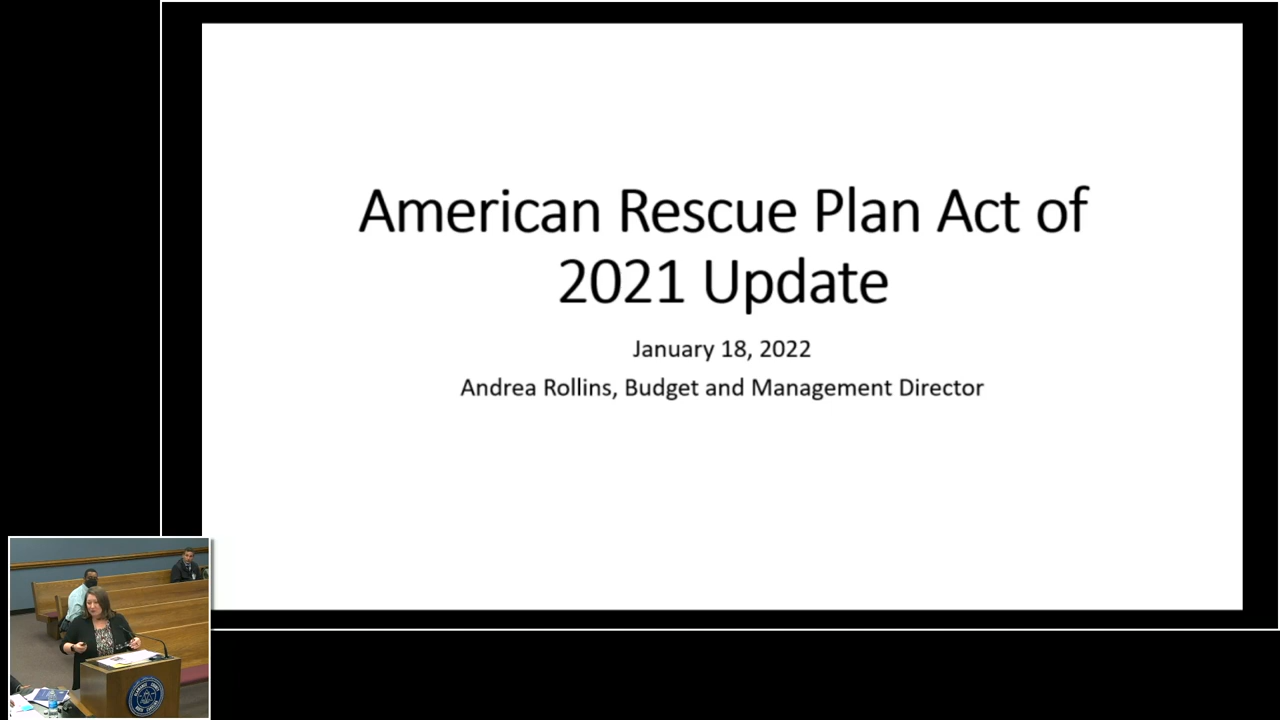 American Rescue Plan Act of
2021 Update
January 18, 2022
Andrea Rollins, Budget and Management Director